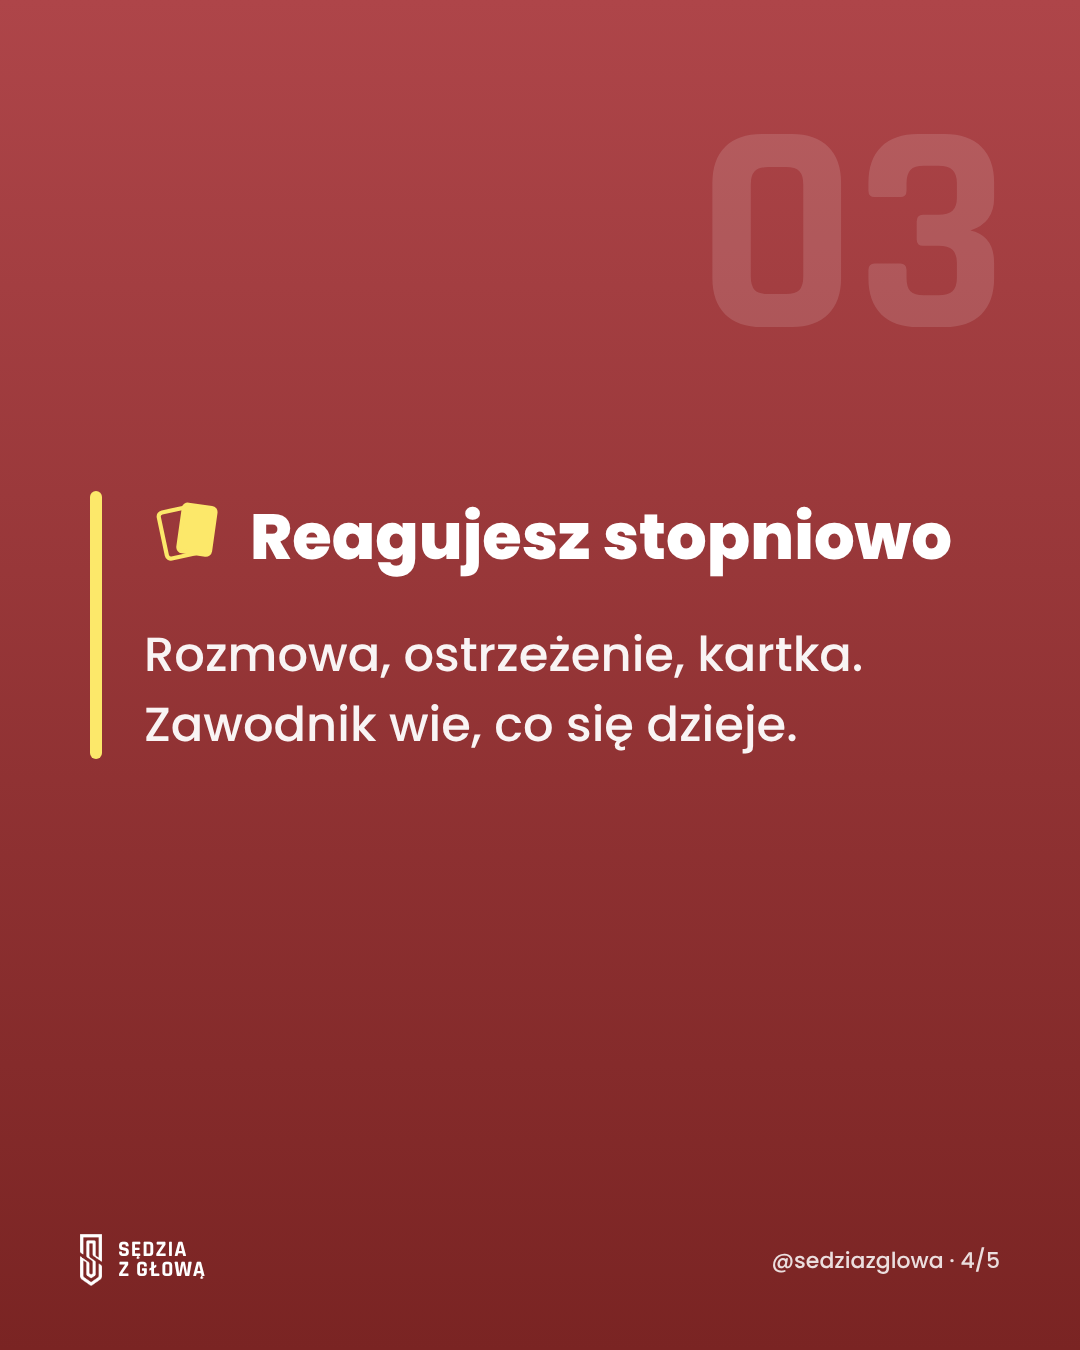 03
Reagujesz stopniowo
Rozmowa, ostrzeżenie, kartka.
Zawodnik wie, co się dzieje.
SĘDZIA
Z GŁOWĄ
@sedziazglowa · 4/5